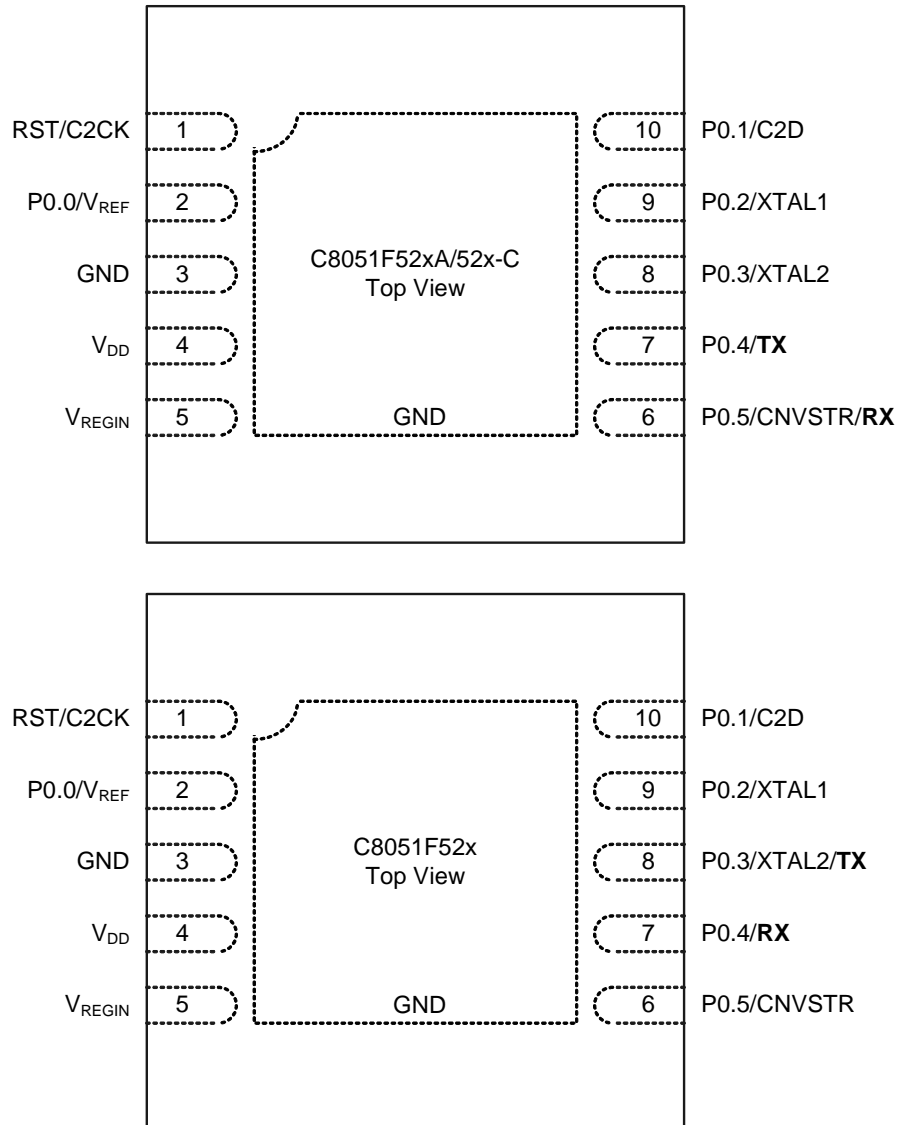 RST/C2CK 1 10 P0.1/C2D
P0.0/VREF 2 9 P0.2/XTAL1
GND 3 8 P0.3/XTAL2
C8051F52xA/52x-C
Top View
VDD 4 7 P0.4/TX
VREGIN 5 GND 6 P0.5/CNVSTR/RX
RST/C2CK 1 10 P0.1/C2D
P0.0/VREF 2 9 P0.2/XTAL1
GND 3 8 P0.3/XTAL2/TX
C8051F52x
Top View
VDD 4 7 P0.4/RX
VREGIN 5 GND 6 P0.5/CNVSTR